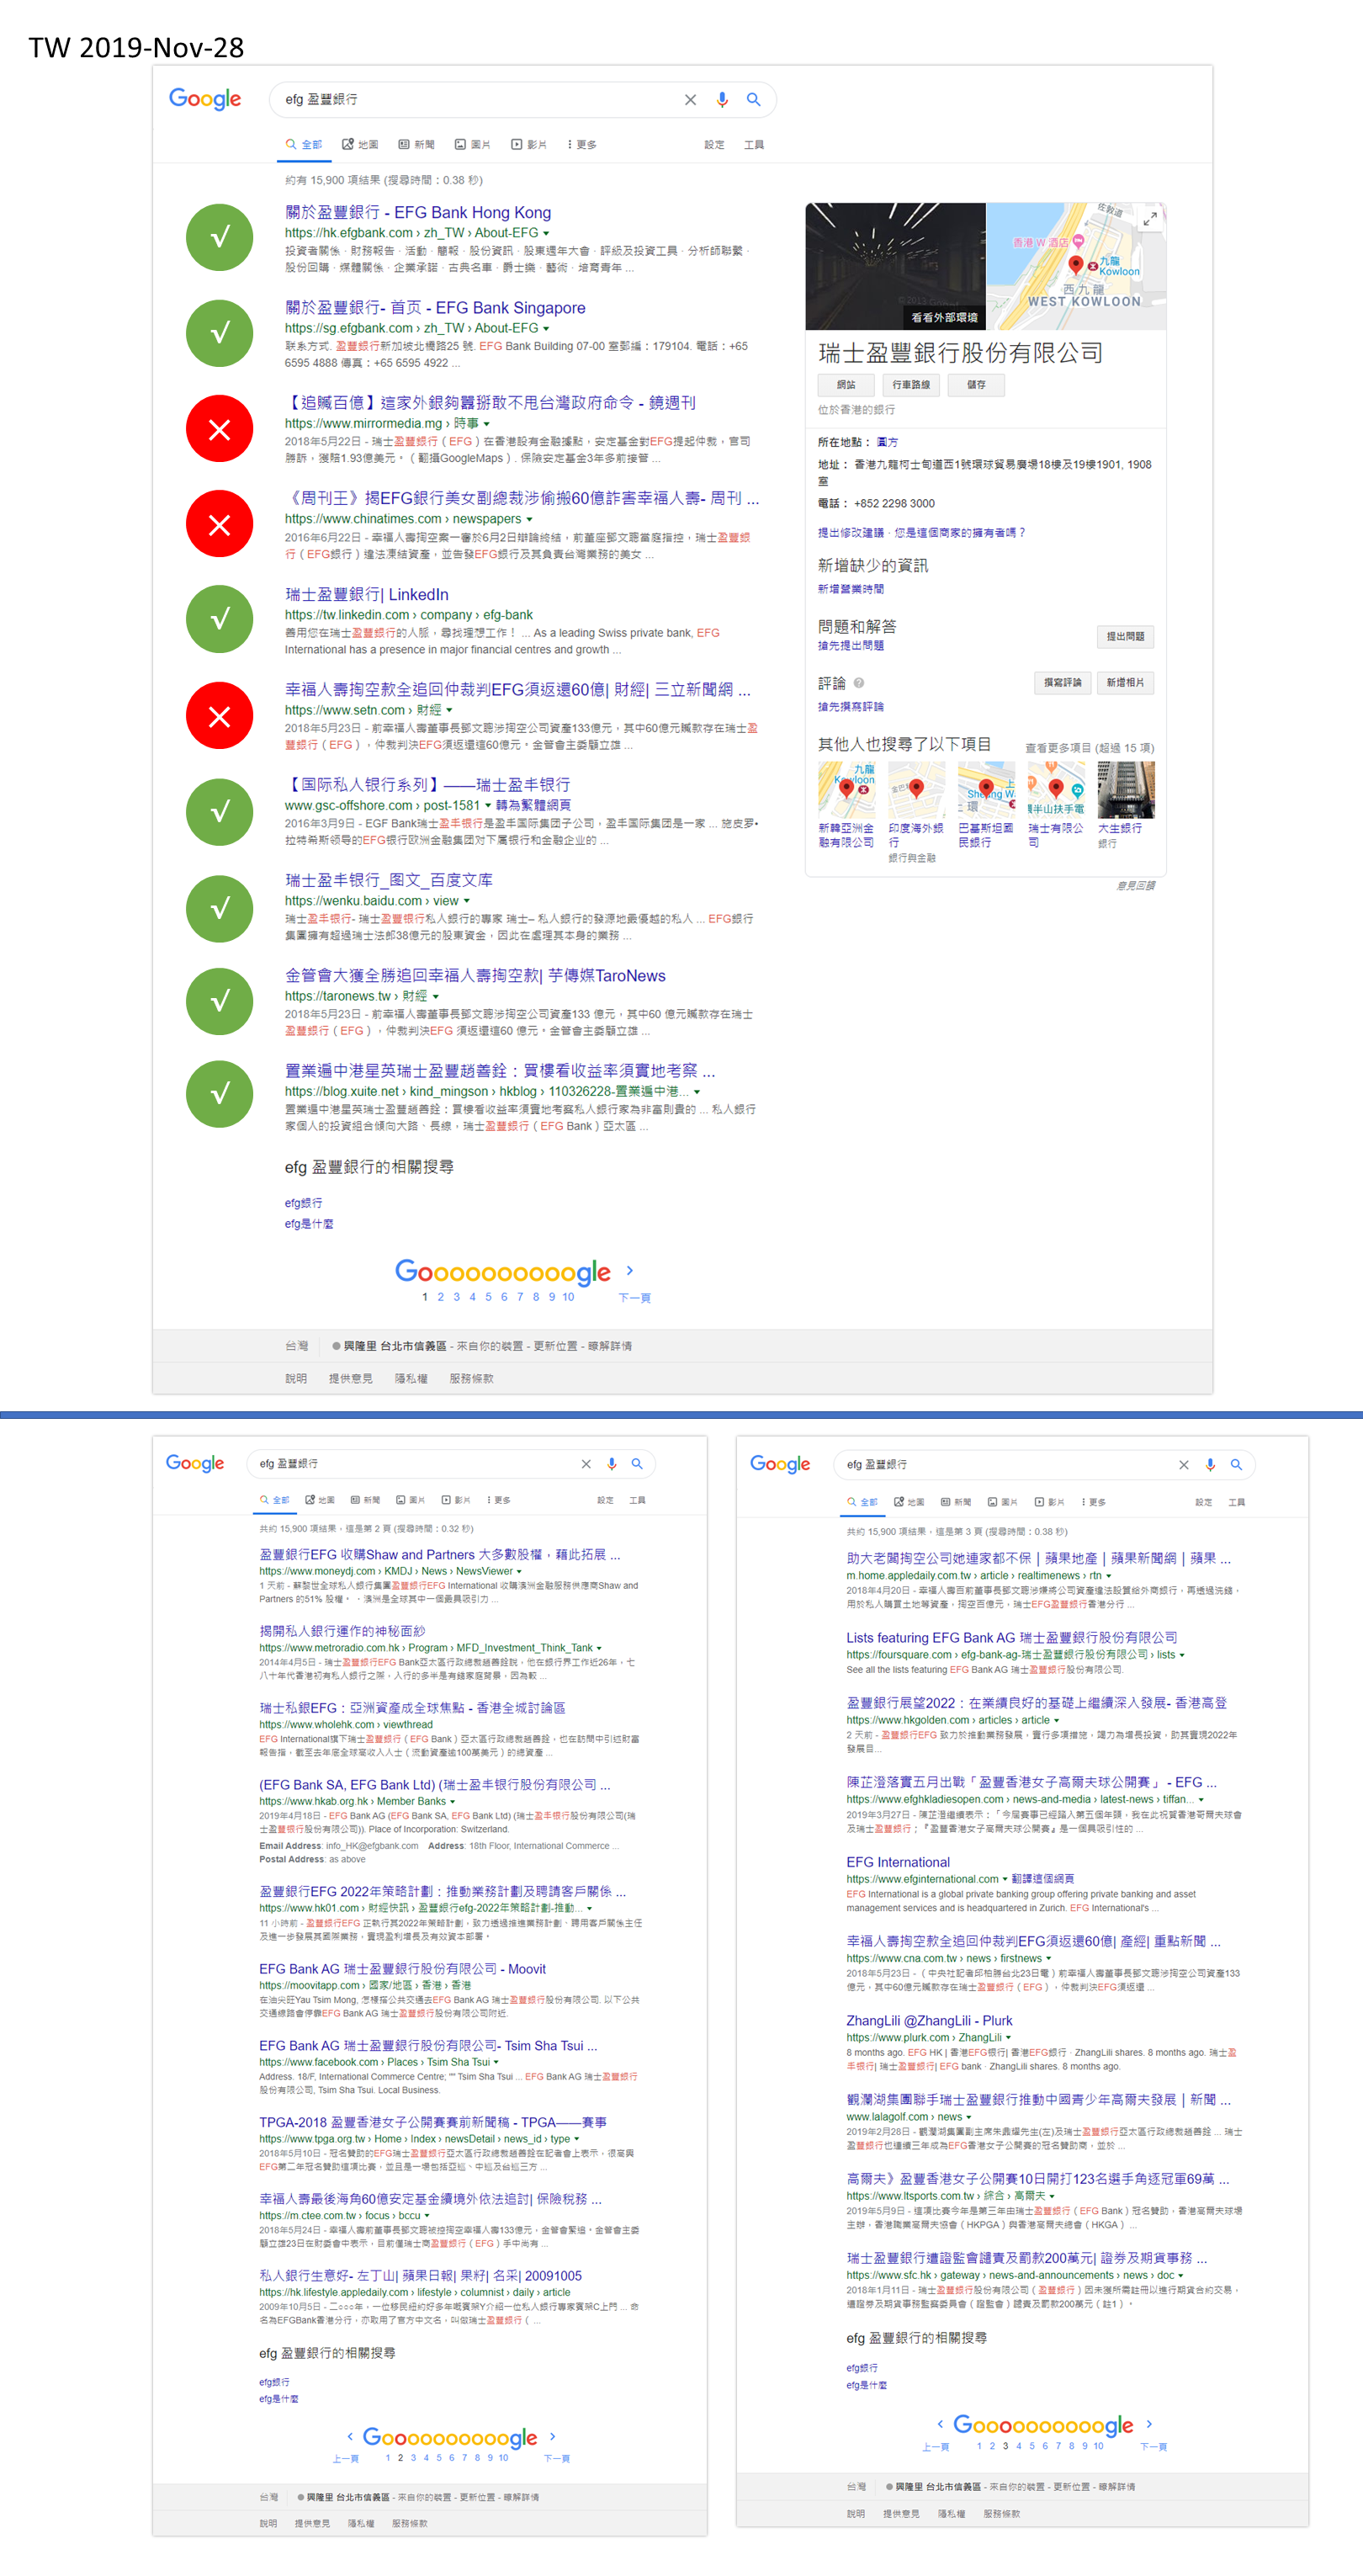 TW 2019-Nov-28
Google
efg 盈豐銀行
全部 地圖 新聞 圖片 影片 更多 設定 工具
約有 15,900 項結果 (搜尋時間：0.38 秒)
√
關於盈豐銀行 - EFG Bank Hong Kong
https://hk.efgbank.com › zh_TW › About-EFG
投資者關係 · 財務報告 · 活動 · 簡報 · 股份資訊 · 股東週年大會 · 評級及投資工具 · 分析師聯繫 ·
股份回購 · 媒體關係 · 企業承諾 · 古典名車 · 爵士樂 · 藝術 · 培育青年 ...
√
關於盈豐銀行- 首页 - EFG Bank Singapore
https://sg.efgbank.com › zh_TW › About-EFG
联系方式. 盈豐銀行新加坡北橋路25 號. EFG Bank Building 07-00 室郵編：179104. 電話：+65
6595 4888 傳真：+65 6595 4922 ...
×
【追贓百億】這家外銀夠囂掰敢不甩台灣政府命令 - 鏡週刊
https://www.mirrormedia.mg › 時事
2018年5月22日 - 瑞士盈豐銀行（EFG）在香港設有金融據點，安定基金對EFG提起仲裁，官司
勝訴，獲賠1.93億美元。（翻攝GoogleMaps）. 保險安定基金3年多前接管 ...
×
《周刊王》揭EFG銀行美女副總裁涉偷搬60億詐害幸福人壽- 周刊 ...
https://www.chinatimes.com › newspapers
2016年6月22日 - 幸福人壽掏空案一審於6月2日辯論終結，前董座鄧文聰當庭指控，瑞士盈豐銀
行（EFG銀行）違法凍結資產，並告發EFG銀行及其負責台灣業務的美女 ...
√
瑞士盈豐銀行| LinkedIn
https://tw.linkedin.com › company › efg-bank
善用您在瑞士盈豐銀行的人脈，尋找理想工作！ ... As a leading Swiss private bank, EFG
International has a presence in major financial centres and growth ...
×
幸福人壽掏空款全追回仲裁判EFG須返還60億| 財經| 三立新聞網 ...
https://www.setn.com › 財經
2018年5月23日 - 前幸福人壽董事長鄧文聰涉掏空公司資產133億元，其中60億元贓款存在瑞士盈
豐銀行（EFG），仲裁判決EFG須返還這60億元。金管會主委顧立雄 ...
√
【国际私人银行系列】——瑞士盈丰银行
www.gsc-offshore.com › post-1581 轉為繁體網頁
2016年3月9日 - EGF Bank瑞士盈丰银行是盈丰国际集团子公司，盈丰国际集团是一家 ... 施皮罗•
拉特希斯领导的EFG银行欧洲金融集团对下属银行和金融企业的 ...
√
瑞士盈丰银行_图文_百度文库
https://wenku.baidu.com › view
瑞士盈丰银行- 瑞士盈豐銀行私人銀行的專家 瑞士– 私人銀行的發源地最優越的私人 ... EFG銀行
集團擁有超過瑞士法郎38億元的股東資金，因此在處理其本身的業務 ...
√
金管會大獲全勝追回幸福人壽掏空款| 芋傳媒TaroNews
https://taronews.tw › 財經
2018年5月23日 - 前幸福人壽董事長鄧文聰涉掏空公司資產133 億元，其中60 億元贓款存在瑞士
盈豐銀行（EFG），仲裁判決EFG 須返還這60 億元。金管會主委顧立雄 ...
√
置業遍中港星英瑞士盈豐趙善銓：買樓看收益率須實地考察 ...
https://blog.xuite.net › kind_mingson › hkblog › 110326228-置業遍中港...
置業遍中港星英瑞士盈豐趙善銓：買樓看收益率須實地考察私人銀行家為非富則貴的 ... 私人銀行
家個人的投資組合傾向大路、長線，瑞士盈豐銀行（EFG Bank）亞太區 ...
efg 盈豐銀行的相關搜尋
efg銀行
efg是什麼
Goooooooooogle
1 2 3 4 5 6 7 8 9 10 下一頁
台灣 興隆里 台北市信義區 - 來自你的裝置 - 更新位置 - 瞭解詳情
說明 提供意見 隱私權 服務條款
看看外部環境
佐敦道
香港 W 酒店
九龍
Kowloon
西九龍
WEST KOWLOON
瑞士盈豐銀行股份有限公司
網站 行車路線 儲存
位於香港的銀行
所在地點： 圓方
地址： 香港九龍柯士甸道西1號環球貿易廣場18樓及19樓1901, 1908
室
電話： +852 2298 3000
提出修改建議 · 您是這個商家的擁有者嗎？
新增缺少的資訊
新增營業時間
問題和解答
提出問題
搶先提出問題
評論
撰寫評論 新增相片
搶先撰寫評論
其他人也搜尋了以下項目 查看更多項目 (超過 15 項)
新韓亞洲金融有限公司
印度海外銀行
銀行與金融
巴基斯坦國民銀行
瑞士有限公司
大生銀行
銀行
意見回饋
Google
efg 盈豐銀行
全部 地圖 新聞 圖片 影片 更多 設定 工具
共約 15,900 項結果，這是第 2 頁 (搜尋時間：0.32 秒)
盈豐銀行EFG 收購Shaw and Partners 大多數股權，藉此拓展 ...
https://www.moneydj.com › KMDJ › News › NewsViewer
1 天前 - 蘇黎世全球私人銀行集團盈豐銀行EFG International 收購澳洲金融服務供應商Shaw and
Partners 的51% 股權。 · 澳洲是全球其中一個最具吸引力 ...
揭開私人銀行運作的神秘面紗
https://www.metroradio.com.hk › Program › MFD_Investment_Think_Tank
2014年4月5日 - 瑞士盈豐銀行EFG Bank亞太區行政總裁趙善銓說，他在銀行界工作近26年，七
八十年代香港初有私人銀行之際，入行的多半是有錢家庭背景，因為較 ...
瑞士私銀EFG：亞洲資產成全球焦點 - 香港全城討論區
https://www.wholehk.com › viewthread
EFG International旗下瑞士盈豐銀行（EFG Bank）亞太區行政總裁趙善銓，也在訪問中引述財富
報告指，截至去年底全球高收入人士（流動資產逾100萬美元）的總資產 ...
(EFG Bank SA, EFG Bank Ltd) (瑞士盈丰银行股份有限公司 ...
https://www.hkab.org.hk › Member Banks
2019年4月18日 - EFG Bank AG (EFG Bank SA, EFG Bank Ltd) (瑞士盈丰银行股份有限公司(瑞
士盈豐銀行股份有限公司)). Place of Incorporation: Switzerland.
Email Address: info_HK@efgbank.com Address: 18th Floor, International Commerce ...
Postal Address: as above
盈豐銀行EFG 2022年策略計劃：推動業務計劃及聘請客戶關係 ...
https://www.hk01.com › 財經快訊 › 盈豐銀行efg-2022年策略計劃-推動...
11 小時前 - 盈豐銀行EFG 正執行其2022年策略計劃，致力透過推進業務計劃、聘用客戶關係主任
及進一步發展其國際業務，實現盈利增長及有效資本部署。
EFG Bank AG 瑞士盈豐銀行股份有限公司 - Moovit
https://moovitapp.com › 國家/地區 › 香港 › 香港
在油尖旺Yau Tsim Mong, 怎樣搭公共交通去EFG Bank AG 瑞士盈豐銀行股份有限公司. 以下公共
交通線路會停靠EFG Bank AG 瑞士盈豐銀行股份有限公司附近.
EFG Bank AG 瑞士盈豐銀行股份有限公司- Tsim Sha Tsui ...
https://www.facebook.com › Places › Tsim Sha Tsui
Address. 18/F, International Commerce Centre; "" Tsim Sha Tsui ... EFG Bank AG 瑞士盈豐銀行
股份有限公司, Tsim Sha Tsui. Local Business.
TPGA-2018 盈豐香港女子公開賽賽前新聞稿 - TPGA——賽事
https://www.tpga.org.tw › Home › Index › newsDetail › news_id › type
2018年5月10日 - 冠名贊助的EFG瑞士盈豐銀行亞太區行政總裁趙善銓在記者會上表示，很高興
EFG第二年冠名贊助這項比賽，並且是一場包括亞巡、中巡及台巡三方 ...
幸福人壽最後海角60億安定基金續境外依法追討| 保險稅務 ...
https://m.ctee.com.tw › focus › bccu
2018年5月24日 - 幸福人壽前董事長鄧文聰被控掏空幸福人壽133億元，金管會緊追。金管會主委
顧立雄23日在財委會中表示，目前僅瑞士商盈豐銀行（EFG）手中尚有 ...
私人銀行生意好- 左丁山| 蘋果日報| 果籽| 名采| 20091005
https://hk.lifestyle.appledaily.com › lifestyle › columnist › daily › article
2009年10月5日 - 二○○○年，一位移民紐約好多年嘅賓架Y介紹一位私人銀行專家賓架C上門 ... 命
名為EFGBank香港分行，亦取用了官方中文名，叫做瑞士盈豐銀行（ ...
efg 盈豐銀行的相關搜尋
efg銀行
efg是什麼
Goooooooooogle
上一頁 1 2 3 4 5 6 7 8 9 10 下一頁
台灣 興隆里 台北市信義區 - 來自你的裝置 - 更新位置 - 瞭解詳情
說明 提供意見 隱私權 服務條款
Google
efg 盈豐銀行
全部 地圖 新聞 圖片 影片 更多 設定 工具
共約 15,900 項結果，這是第 3 頁 (搜尋時間：0.38 秒)
助大老闆掏空公司她連家都不保｜蘋果地產｜蘋果新聞網｜蘋果 ...
m.home.appledaily.com.tw › article › realtimenews › rtn
2018年4月20日 - 幸福人壽百前董事長鄧文聰涉嫌將公司資產違法設質給外商銀行，再透過洗錢，
用於私人購買土地等資產，掏空百億元，瑞士EFG盈豐銀行香港分行 ...
Lists featuring EFG Bank AG 瑞士盈豐銀行股份有限公司
https://foursquare.com › efg-bank-ag-瑞士盈豐銀行股份有限公司 › lists
See all the lists featuring EFG Bank AG 瑞士盈豐銀行股份有限公司.
盈豐銀行展望2022：在業績良好的基礎上繼續深入發展- 香港高登
https://www.hkgolden.com › articles › article
2 天前 - 盈豐銀行EFG 致力於推動業務發展，實行多項措施，竭力為增長投資，助其實現2022年
發展目...
陳芷澄落實五月出戰「盈豐香港女子高爾夫球公開賽」 - EFG ...
https://www.efghkladiesopen.com › news-and-media › latest-news › tiffan...
2019年3月27日 - 陳芷澄繼續表示：「今屆賽事已經踏入第五個年頭，我在此祝賀香港哥爾夫球會
及瑞士盈豐銀行；『盈豐香港女子高爾夫球公開賽』是一個具吸引性的 ...
EFG International
https://www.efginternational.com 翻譯這個網頁
EFG International is a global private banking group offering private banking and asset
management services and is headquartered in Zurich. EFG International's ...
幸福人壽掏空款全追回仲裁判EFG須返還60億| 產經| 重點新聞 ...
https://www.cna.com.tw › news › firstnews
2018年5月23日 - （中央社記者邱柏勝台北23日電）前幸福人壽董事長鄧文聰涉掏空公司資產133
億元，其中60億元贓款存在瑞士盈豐銀行（EFG），仲裁判決EFG須返還 ...
ZhangLili @ZhangLili - Plurk
https://www.plurk.com › ZhangLili
8 months ago. EFG HK | 香港EFG银行| 香港EFG銀行 · ZhangLili shares. 8 months ago. 瑞士盈
丰银行| 瑞士盈豐銀行| EFG bank · ZhangLili shares. 8 months ago.
觀瀾湖集團聯手瑞士盈豐銀行推動中國青少年高爾夫發展｜新聞 ...
www.lalagolf.com › news
2019年2月28日 - 觀瀾湖集團副主席朱鼎耀先生(左)及瑞士盈豐銀行亞太區行政總裁趙善銓 ... 瑞士
盈豐銀行也連續三年成為EFG香港女子公開賽的冠名贊助商，並於 ...
高爾夫》盈豐香港女子公開賽10日開打123名選手角逐冠軍69萬 ...
https://www.ltsports.com.tw › 綜合 › 高爾夫
2019年5月9日 - 這項比賽今年是第三年由瑞士盈豐銀行（EFG Bank）冠名贊助，香港高爾夫球場
主辦，香港職業高爾夫協會（HKPGA）與香港高爾夫總會（HKGA） ...
瑞士盈豐銀行遭證監會譴責及罰款200萬元| 證券及期貨事務 ...
https://www.sfc.hk › gateway › news-and-announcements › news › doc
2018年1月11日 - 瑞士盈豐銀行股份有限公司（盈豐銀行）因未獲所需註冊以進行期貨合約交易，
遭證券及期貨事務監察委員會（證監會）譴責及罰款200萬元（註1）。
efg 盈豐銀行的相關搜尋
efg銀行
efg是什麼
Goooooooooogle
上一頁 1 2 3 4 5 6 7 8 9 10 下一頁
台灣 興隆里 台北市信義區 - 來自你的裝置 - 更新位置 - 瞭解詳情
說明 提供意見 隱私權 服務條款